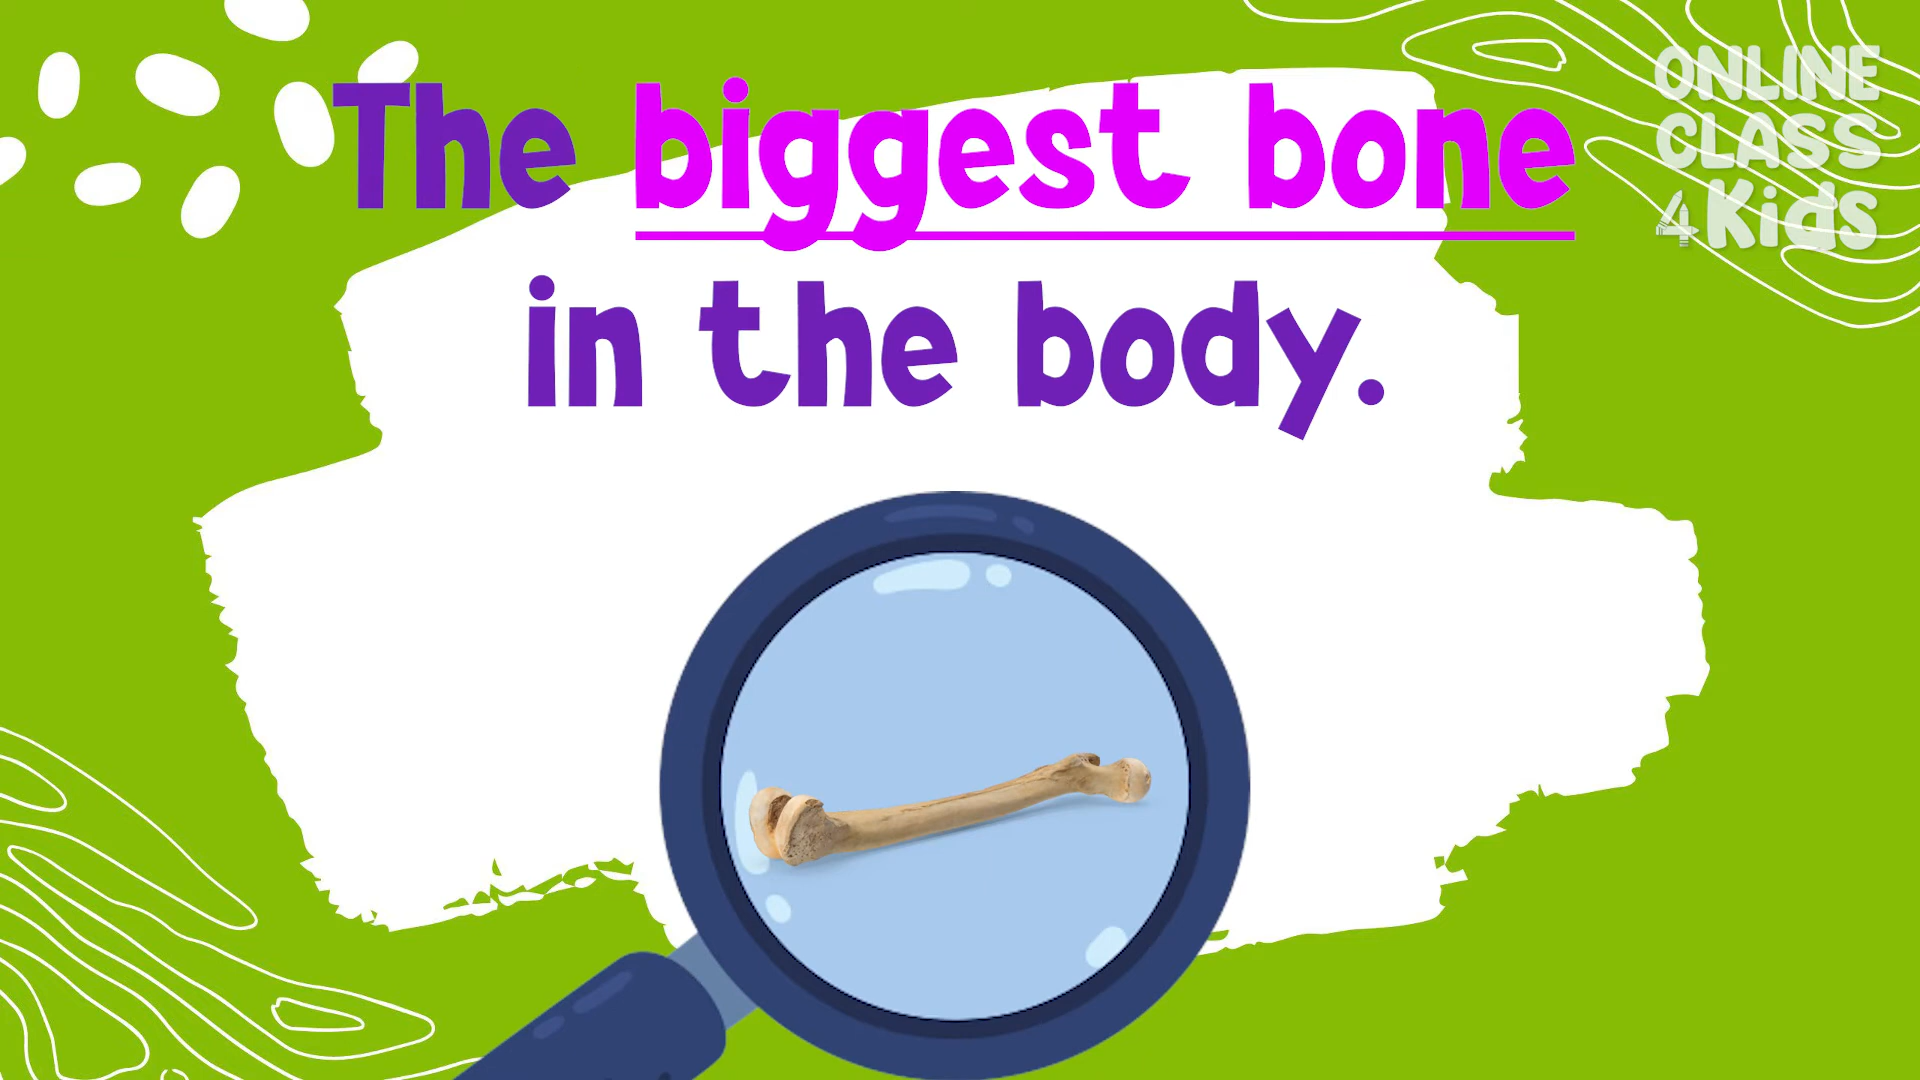 The biggest bone
in the body.
ONLINE
CLASS
4Kids